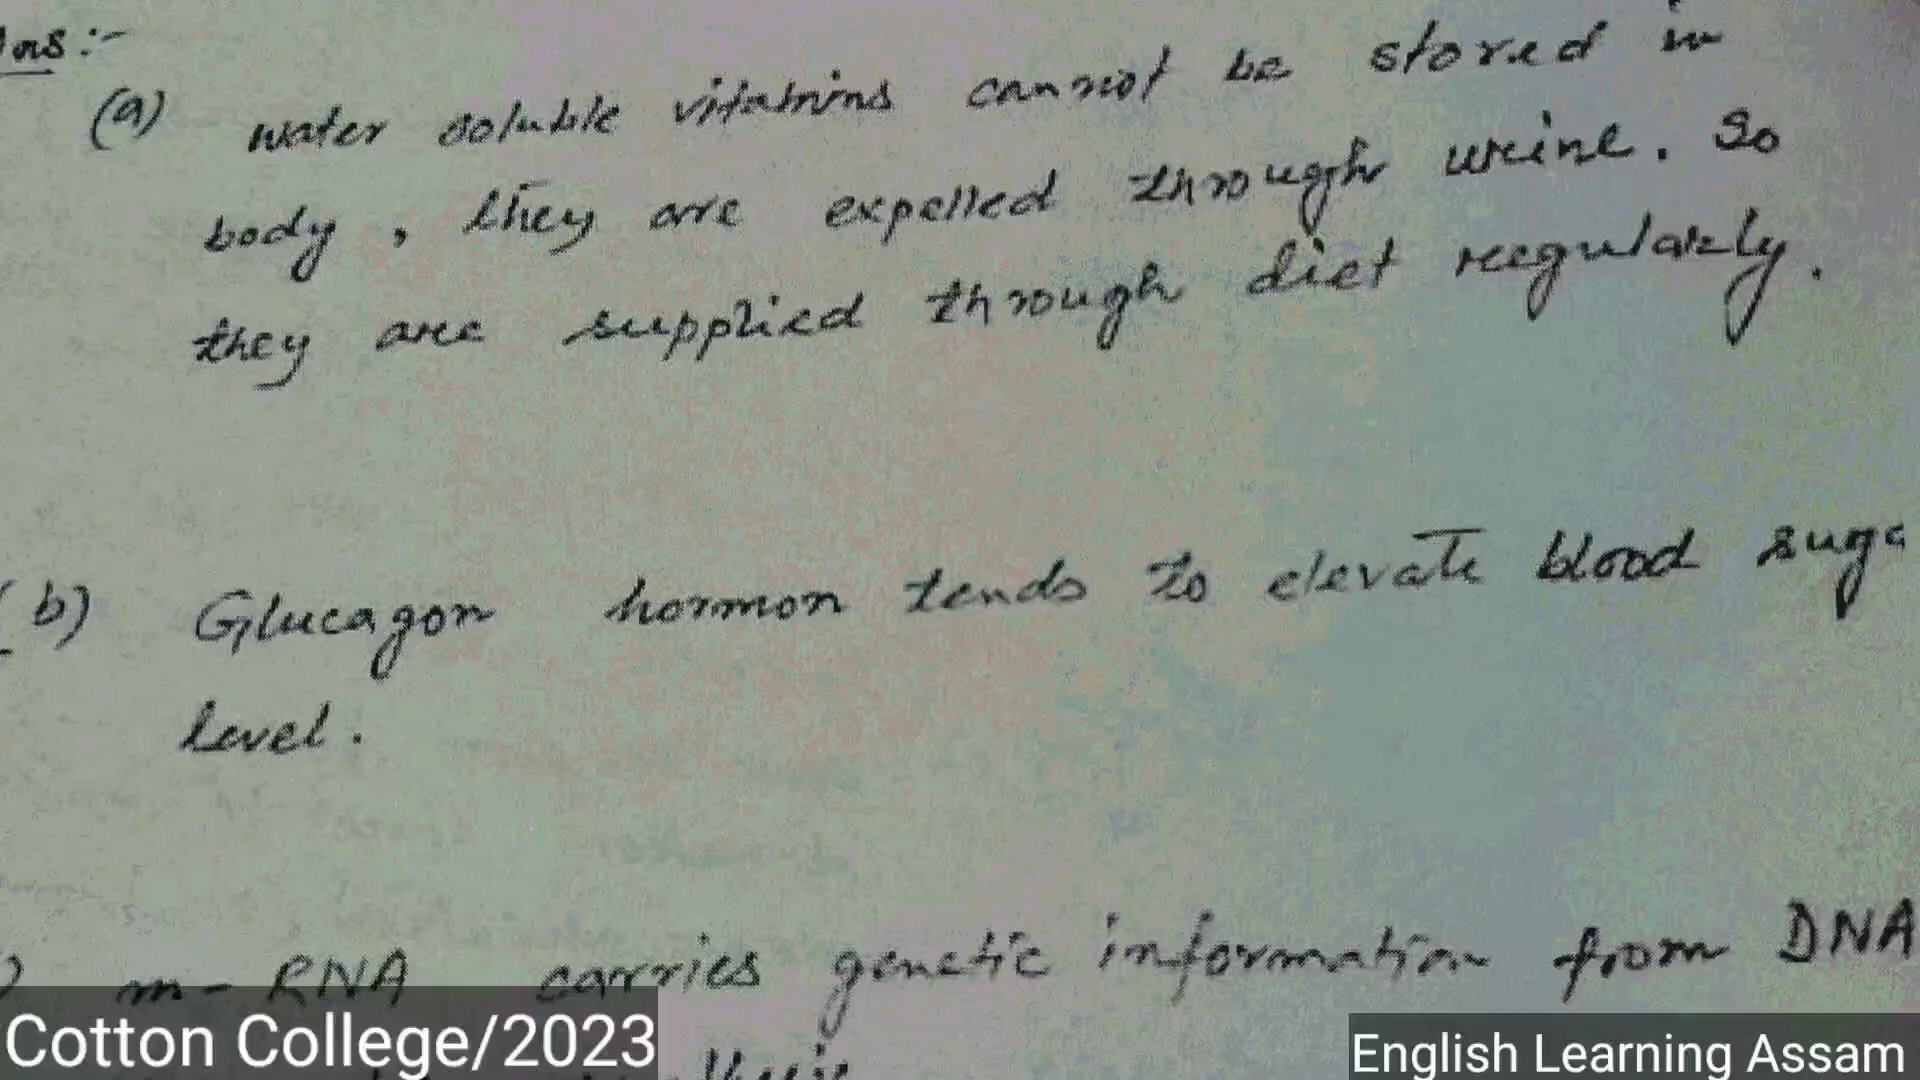 Ans:-
(a) water soluble vitamins cannot be stored in
body, they are expelled through urine. So
they are supplied through diet regularly.
(b) Glucagon hormon tends to elevate blood suga
level.
) m-RNA carries genetic information from DNA
Cotton College/2023
English Learning Assam